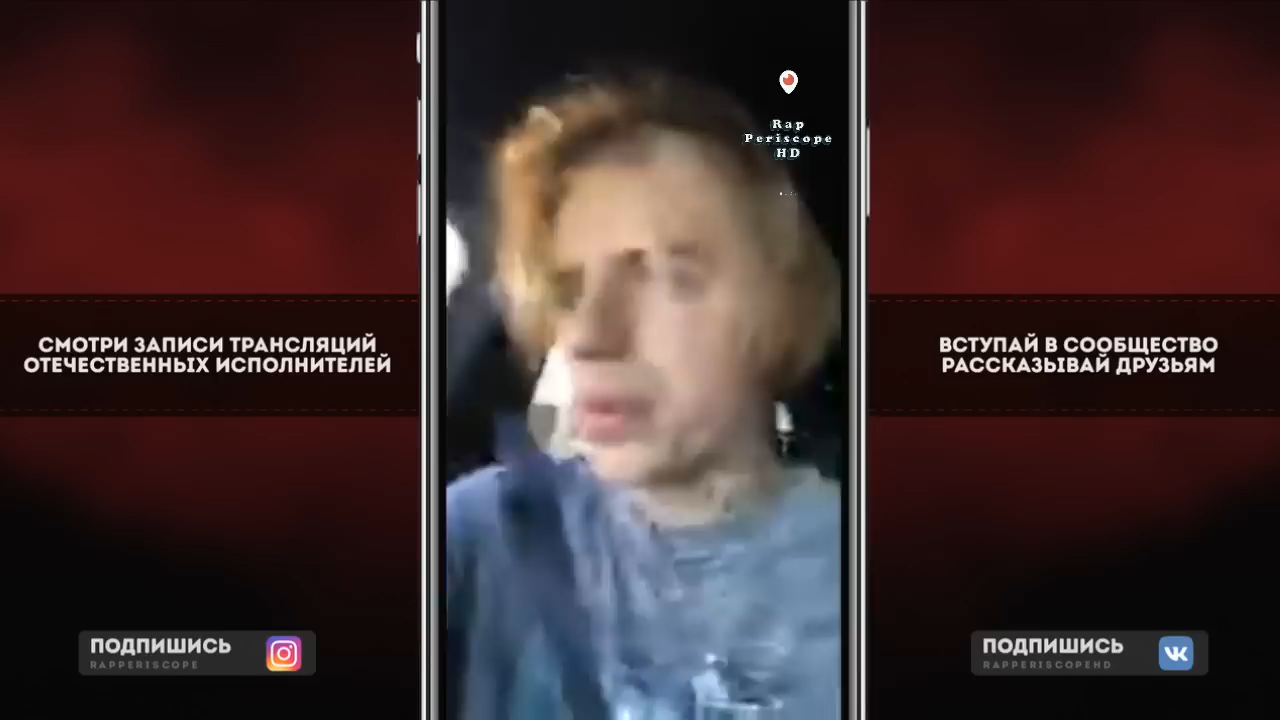 Rap
Periscope
HD
СМОТРИ ЗАПИСИ ТРАНСЛЯЦИЙ
ОТЕЧЕСТВЕННЫХ ИСПОЛНИТЕЛЕЙ
ВСТУПАЙ В СООБЩЕСТВО
РАССКАЗЫВАЙ ДРУЗЬЯМ
ПОДПИШИСЬ
RAPPERISCOPE
ПОДПИШИСЬ
RAPPERISCOPEHD